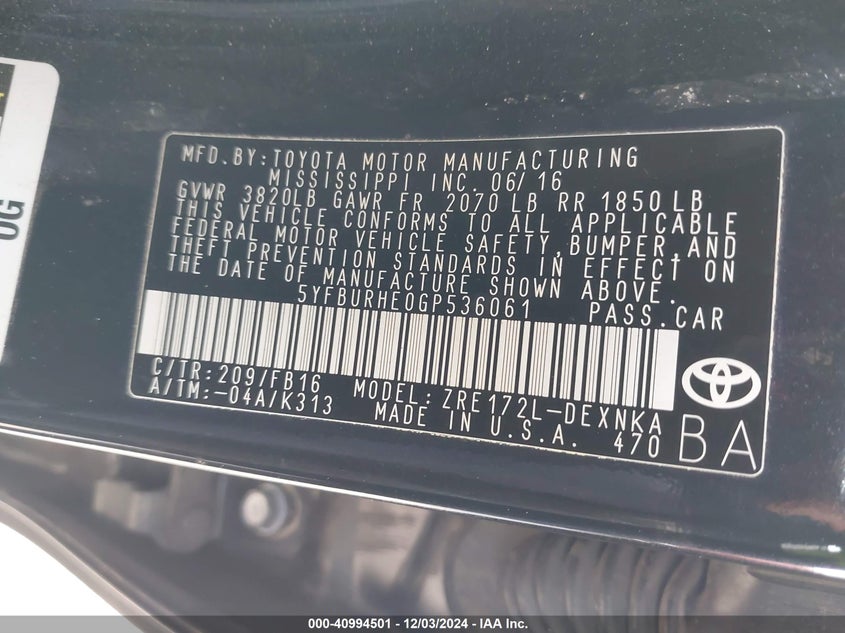 OG
MFD.BY:TOYOTA MOTOR MANUFACTURING
MISSISSIPPI INC. 06/16
GVWR 3820LB GAWR FR 2070 LB RR 1850 LB
THIS VEHICLE CONFORMS TO ALL APPLICABLE
FEDERAL MOTOR VEHICLE SAFETY,BUMPER,AND
THEFT PREVENTION STANDARDS IN EFFECT ON
THE DATE OF MANUFACTURE SHOWN ABOVE.
5YFBURHE0GP536061 PASS.CAR
C/TR:209/FB16 MODEL:ZRE172L-DEXNKA
A/TM:-04A/K313 MADE IN U.S.A. 470
BA
000-40994501 - 12/03/2024 - IAA Inc.